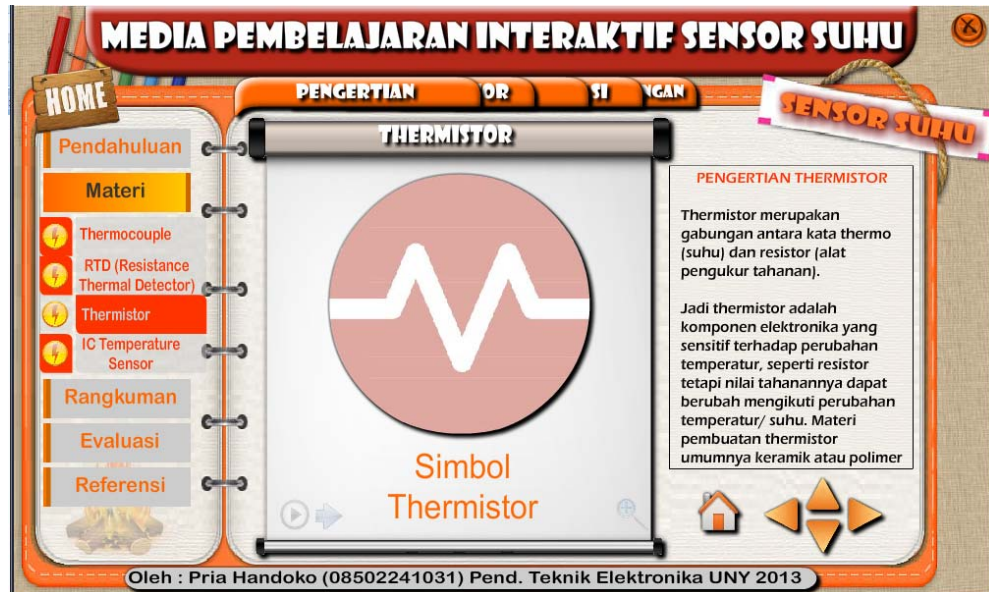 MEDIA PEMBELAJARAN INTERAKTIF SENSOR SUHU
HOME
PENGERTIAN
OR
SI
NGAN
SENSOR SUHU
Pendahuluan
Materi
Thermocouple
RTD (Resistance
Thermal Detector)
Thermistor
IC Temperature
Sensor
Rangkuman
Evaluasi
Referensi
THERMISTOR
Simbol
Thermistor
PENGERTIAN THERMISTOR
Thermistor merupakan
gabungan antara kata thermo
(suhu) dan resistor (alat
pengukur tahanan).
Jadi thermistor adalah
komponen elektronika yang
sensitif terhadap perubahan
temperatur, seperti resistor
tetapi nilai tahanannya dapat
berubah mengikuti perubahan
temperatur/ suhu. Materi
pembuatan thermistor
umumnya keramik atau polimer
Oleh : Pria Handoko (08502241031) Pend. Teknik Elektronika UNY 2013